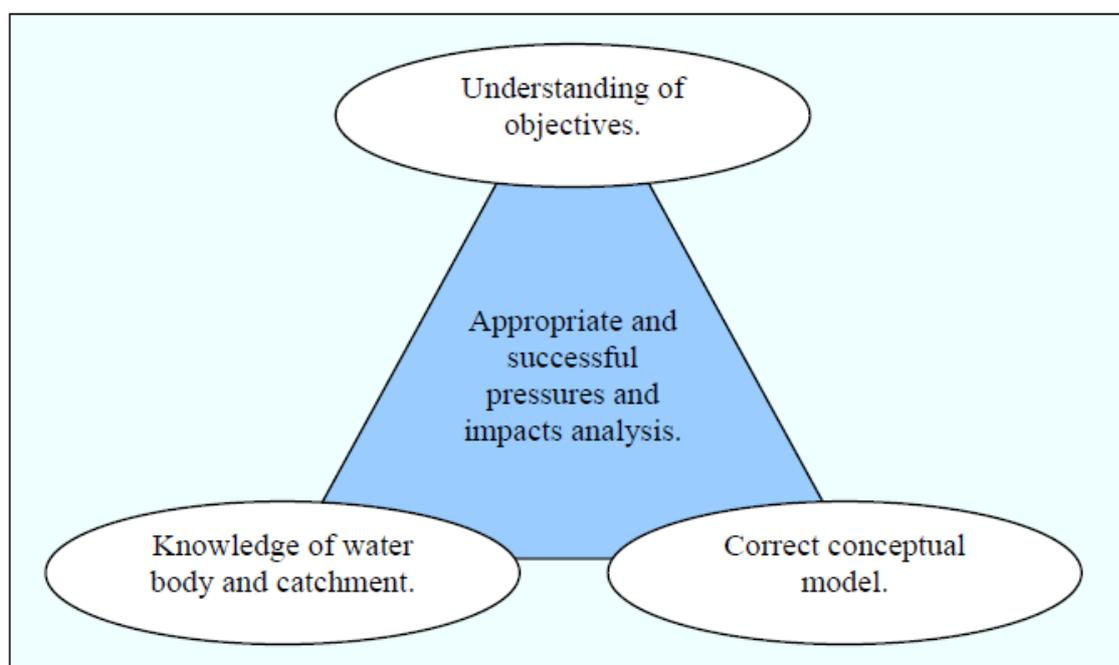 Understanding of
objectives.
Appropriate and
successful
pressures and
impacts analysis.
Knowledge of water
body and catchment.
Correct conceptual
model.